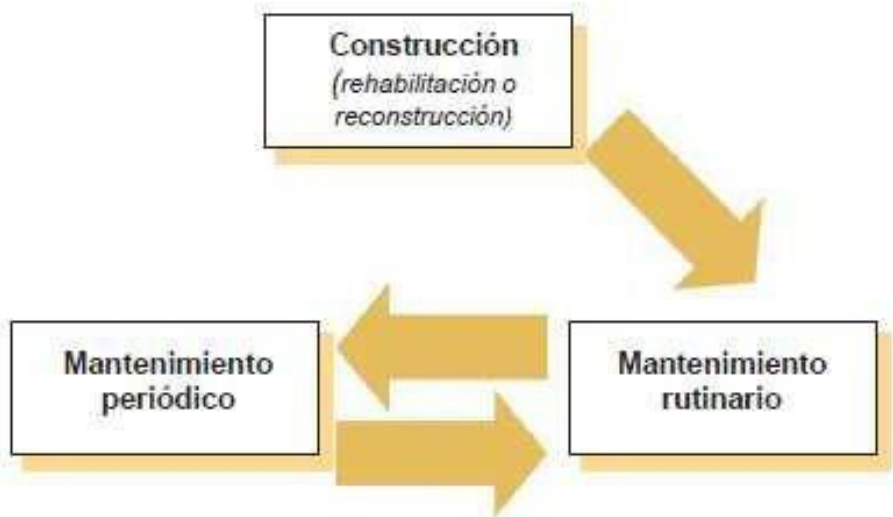 Construcción
(rehabilitación o
reconstrucción)
Mantenimiento
periódico
Mantenimiento
rutinario